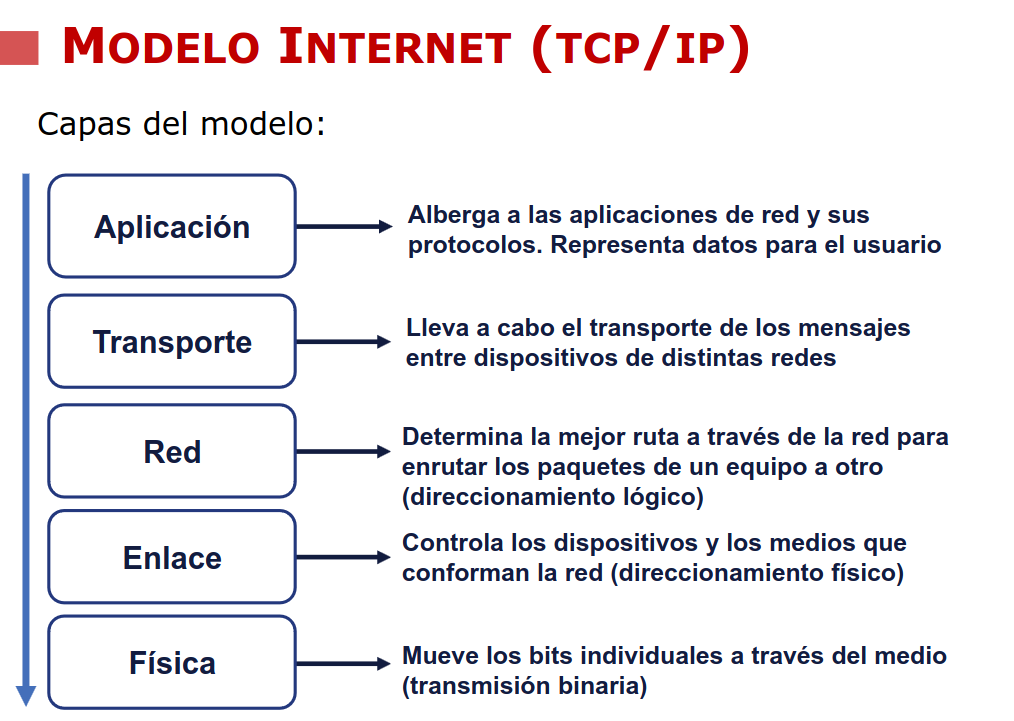 MODELO INTERNET (TCP/IP)
Capas del modelo:
Aplicación
Alberga a las aplicaciones de red y sus
protocolos. Representa datos para el usuario
Transporte
Lleva a cabo el transporte de los mensajes
entre dispositivos de distintas redes
Red
Determina la mejor ruta a través de la red para
enrutar los paquetes de un equipo a otro
(direccionamiento lógico)
Enlace
Controla los dispositivos y los medios que
conforman la red (direccionamiento físico)
Física
Mueve los bits individuales a través del medio
(transmisión binaria)